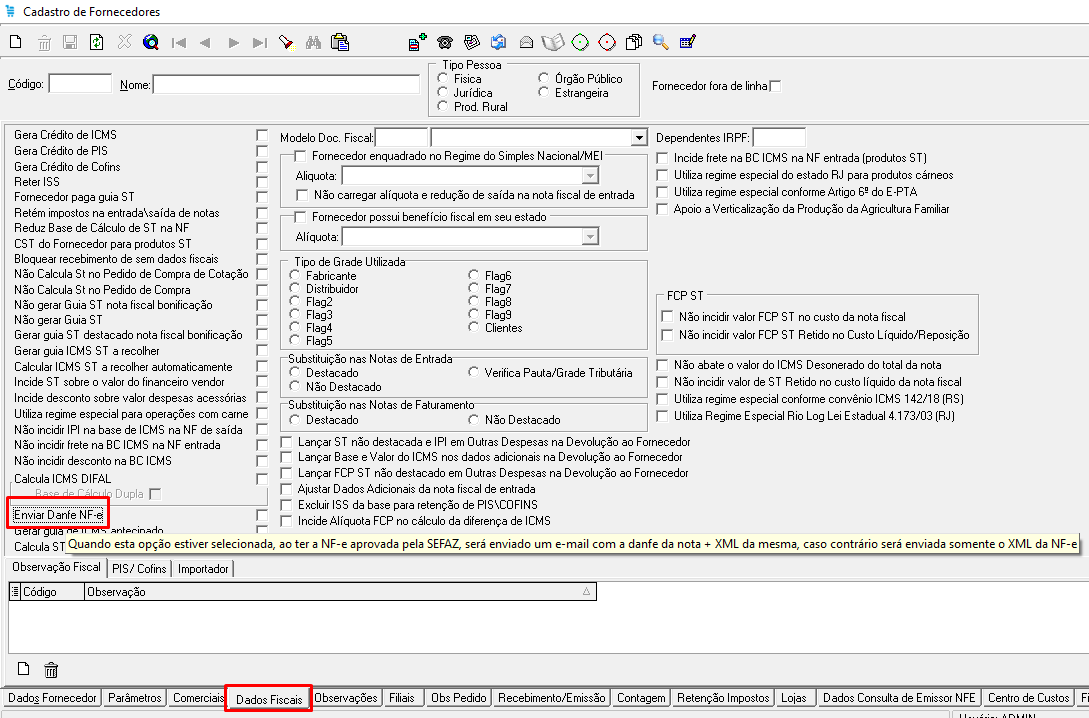 Cadastro de Fornecedores
Código: Nome:
Tipo Pessoa
Fisica
Jurídica
Prod. Rural
Órgão Público
Estrangeira
Fornecedor fora de linha
Gera Crédito de ICMS
Gera Crédito de PIS
Gera Crédito de Cofins
Reter ISS
Fornecedor paga guia ST
Retém impostos na entrada\saída de notas
Reduz Base de Cálculo de ST na NF
CST do Fornecedor para produtos ST
Bloquear recebimento de sem dados fiscais
Não Calcula St no Pedido de Compra de Cotação
Não Calcula St no Pedido de Compra
Não gerar Guia ST nota fiscal bonificação
Não gerar Guia ST
Gerar guia ST destacado nota fiscal bonificação
Gerar guia ICMS ST a recolher
Calcular ICMS ST a recolher automaticamente
Incide ST sobre o valor do financeiro vendor
Incide desconto sobre valor despesas acessórias
Utiliza regime especial para operações com carne
Não incidir IPI na base de ICMS na NF de saída
Não incidir frete na BC ICMS na NF entrada
Não incidir desconto na BC ICMS
Calcula ICMS DIFAL
Base de Cálculo Dupla
Enviar Danfe NF-e
Gerar guia de ICMS antecipado
Calcula ST
Modelo Doc. Fiscal:
Fornecedor enquadrado no Regime do Simples Nacional/MEI
Aliquota:
Não carregar alíquota e redução de saída na nota fiscal de entrada
Fornecedor possui benefício fiscal em seu estado
Alíquota:
Tipo de Grade Utilizada
Fabricante
Distribuidor
Flag2
Flag3
Flag4
Flag5
Flag6
Flag7
Flag8
Flag9
Clientes
Substituição nas Notas de Entrada
Destacado
Não Destacado
Verifica Pauta/Grade Tributária
Substituição nas Notas de Faturamento
Destacado Não Destacado
Lançar ST não destacada e IPI em Outras Despesas na Devolução ao Fornecedor
Lançar Base e Valor do ICMS nos dados adicionais na Devolução ao Fornecedor
Lançar FCP ST não destacado em Outras Despesas na Devolução ao Fornecedor
Ajustar Dados Adicionais da nota fiscal de entrada
Excluir ISS da base para retenção de PIS\COFINS
Incide Alíquota FCP no cálculo da diferença de ICMS
Dependentes IRPF:
Incide frete na BC ICMS na NF entrada (produtos ST)
Utiliza regime especial do estado RJ para produtos cárneos
Utiliza regime especial conforme Artigo 6º do E-PTA
Apoio a Verticalização da Produção da Agricultura Familiar
FCP ST
Não incidir valor FCP ST no custo da nota fiscal
Não incidir valor FCP ST Retido no Custo Líquido/Reposição
Não abate o valor do ICMS Desonerado do total da nota
Não incidir valor de ST Retido no custo líquido da nota fiscal
Utiliza regime especial conforme convênio ICMS 142/18 (RS)
Utiliza Regime Especial Rio Log Lei Estadual 4.173/03 (RJ)
Quando esta opção estiver selecionada, ao ter a NF-e aprovada pela SEFAZ, será enviado um e-mail com a danfe da nota + XML da mesma, caso contrário será enviada somente o XML da NF-e
Observação Fiscal PIS/ Cofins Importador
Código Observação
Dados Fornecedor Parâmetros Comerciais Dados Fiscais Observações Filiais Obs Pedido Recebimento/Emissão Contagem Retenção Impostos Lojas Dados Consulta de Emissor NFE Centro de Custos Fi
Usuário: ADMIN